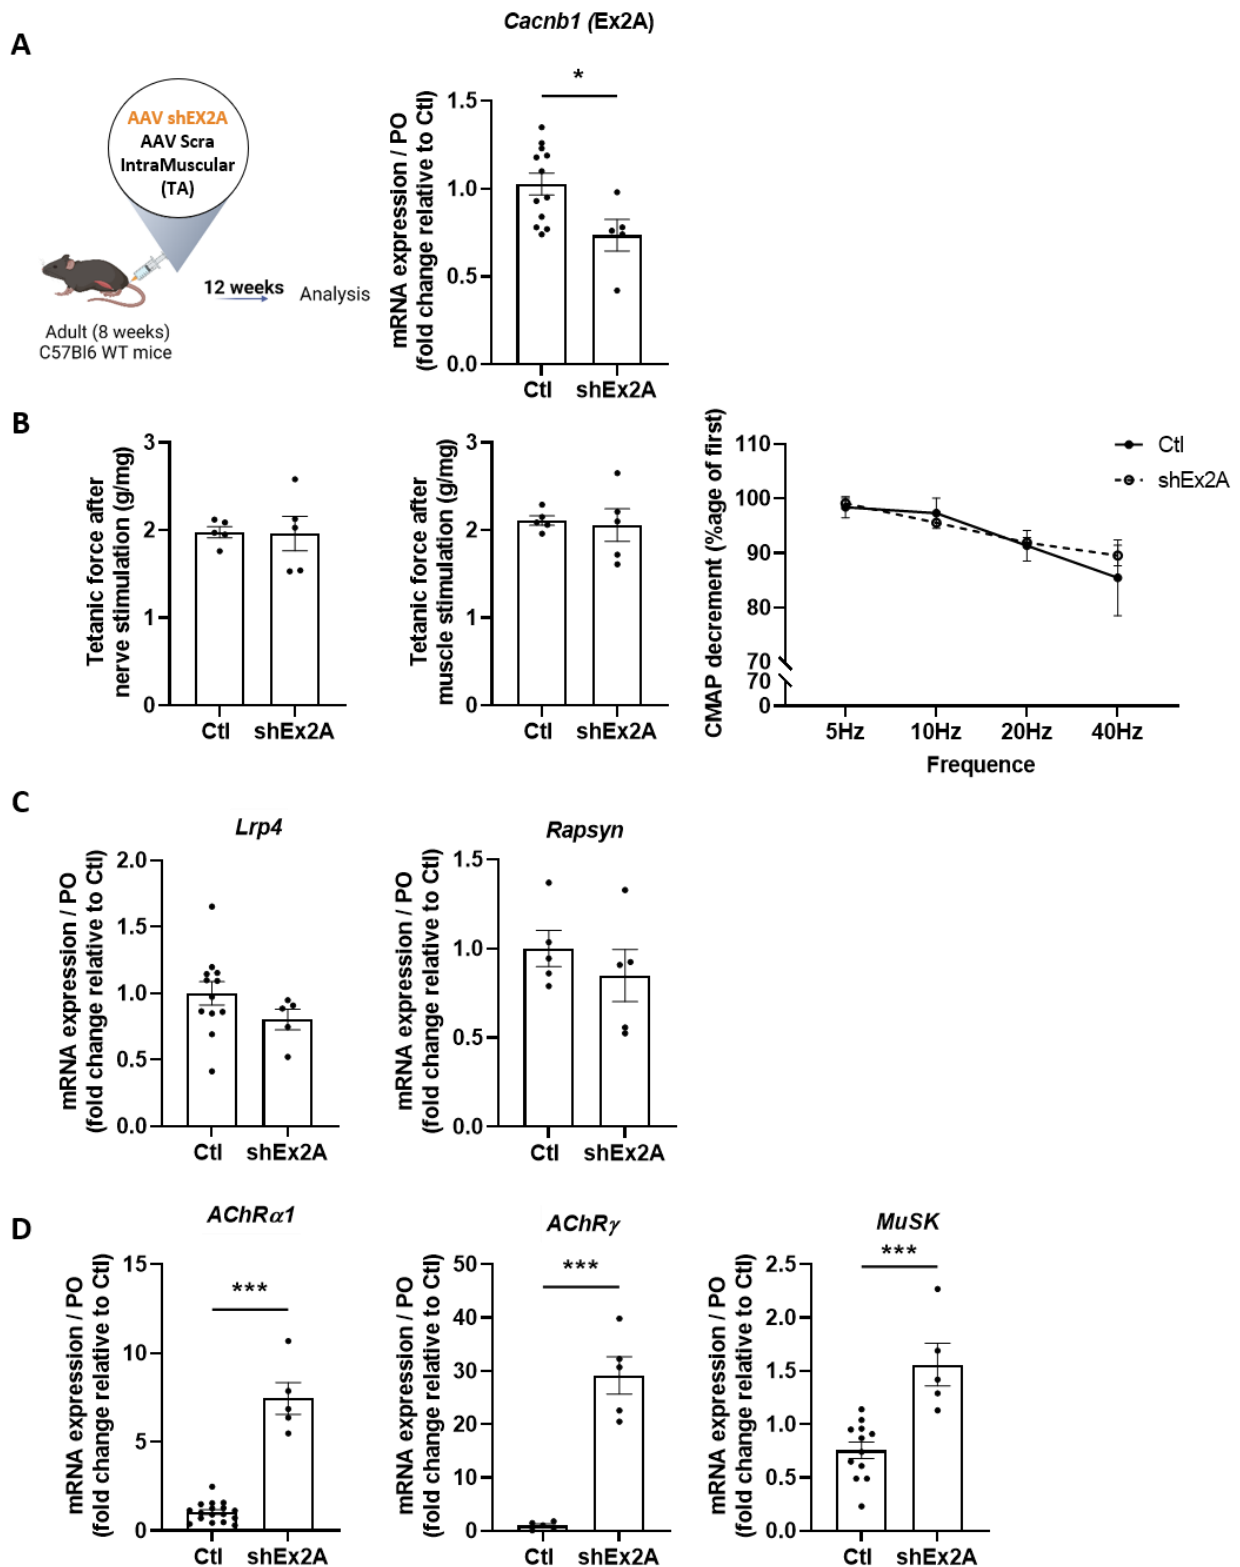 A
Cacnb1 (Ex2A)
AAV shEX2A
AAV Scra
IntraMuscular
(TA)
12 weeks
Analysis
Adult (8 weeks)
C57Bl6 WT mice
mRNA expression / PO
(fold change relative to Ctl)
1.5
1.0
0.5
0.0
*
Ctl
shEx2A
B
Tetanic force after
nerve stimulation (g/mg)
3
2
1
0
Ctl
shEx2A
Tetanic force after
muscle stimulation (g/mg)
3
2
1
0
Ctl
shEx2A
CMAP decrement (%age of first)
110
100
90
80
70
70
0
Ctl
shEx2A
5Hz
10Hz
20Hz
40Hz
Frequence
C
Lrp4
mRNA expression / PO
(fold change relative to Ctl)
2.0
1.5
1.0
0.5
0.0
Ctl
shEx2A
Rapsyn
mRNA expression / PO
(fold change relative to Ctl)
1.5
1.0
0.5
0.0
Ctl
shEx2A
D
AChRα1
mRNA expression / PO
(fold change relative to Ctl)
15
10
5
0
***
Ctl
shEx2A
AChRγ
mRNA expression / PO
(fold change relative to Ctl)
50
40
30
20
10
0
***
Ctl
shEx2A
MuSK
mRNA expression / PO
(fold change relative to Ctl)
2.5
2.0
1.5
1.0
0.5
0.0
***
Ctl
shEx2A